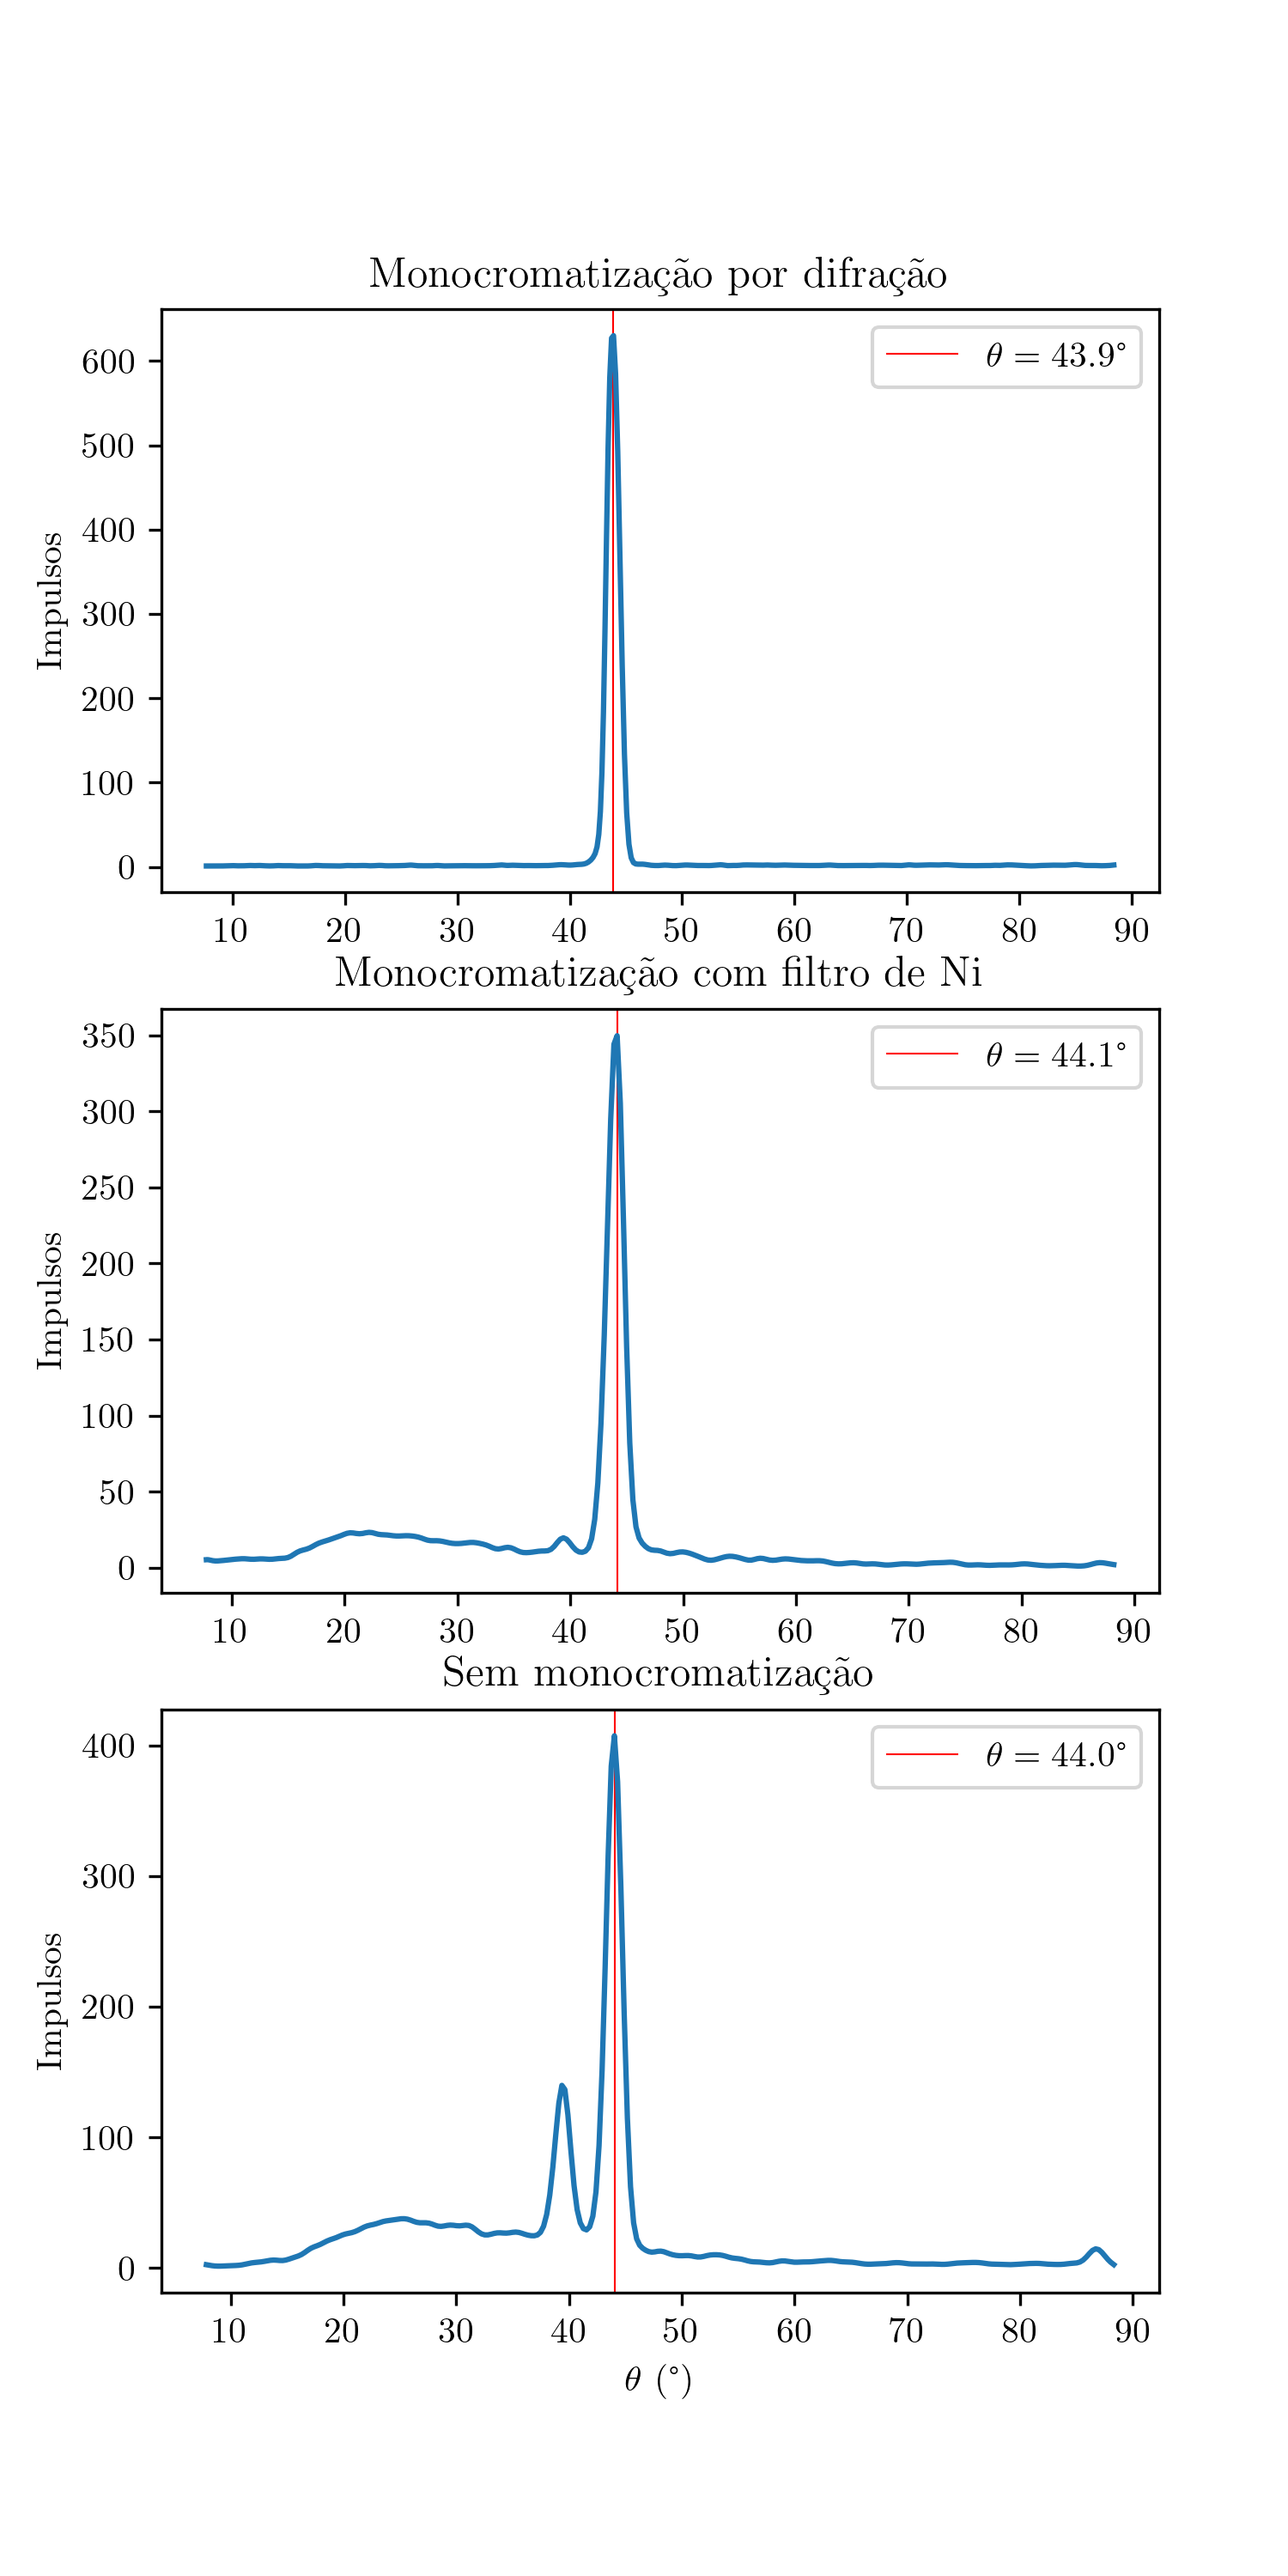 Monocromatização por difração
θ = 43.9°
600
500
400
300
200
100
0
Impulsos
10 20 30 40 50 60 70 80 90
Monocromatização com filtro de Ni
θ = 44.1°
350
300
250
200
150
100
50
0
Impulsos
10 20 30 40 50 60 70 80 90
Sem monocromatização
θ = 44.0°
400
300
200
100
0
Impulsos
10 20 30 40 50 60 70 80 90
θ (°)